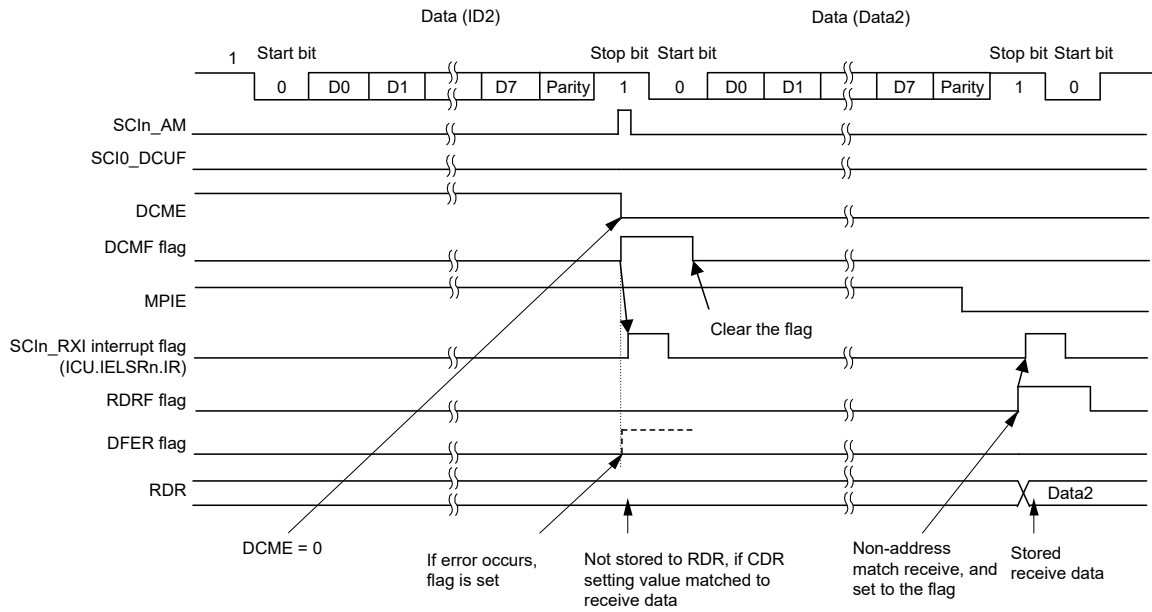 Data (ID2) Data (Data2)
1 Start bit Stop bit Start bit Stop bit Start bit
0 D0 D1 D7 Parity 1 0 D0 D1 D7 Parity 1 0
SCIn_AM
SCI0_DCUF
DCME
DCMF flag
MPIE
Clear the flag
SCIn_RXI interrupt flag
(ICU.IELSRn.IR)
RDRF flag
DFER flag
RDR
Data2
DCME = 0
If error occurs,
flag is set
Not stored to RDR, if CDR
setting value matched to
receive data
Non-address
match receive, and
set to the flag
Stored
receive data